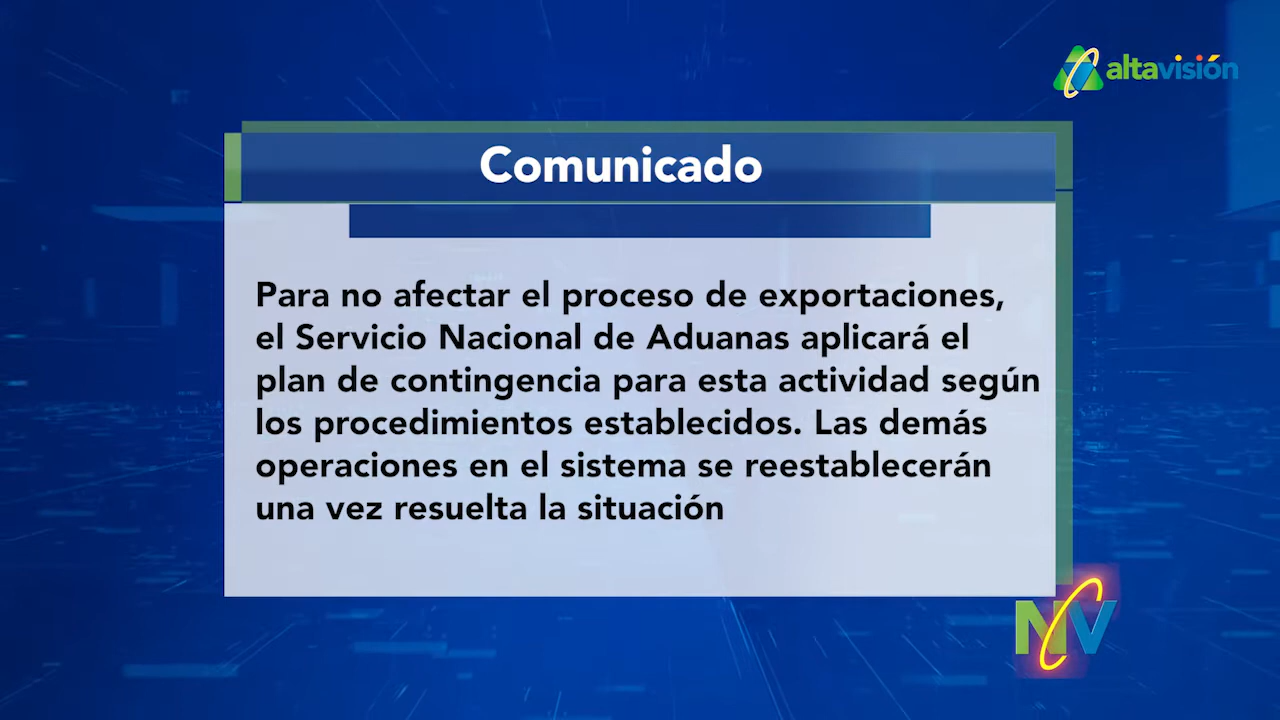 altavisión
Comunicado
Para no afectar el proceso de exportaciones,
el Servicio Nacional de Aduanas aplicará el
plan de contingencia para esta actividad según
los procedimientos establecidos. Las demás
operaciones en el sistema se reestablecerán
una vez resuelta la situación
NV